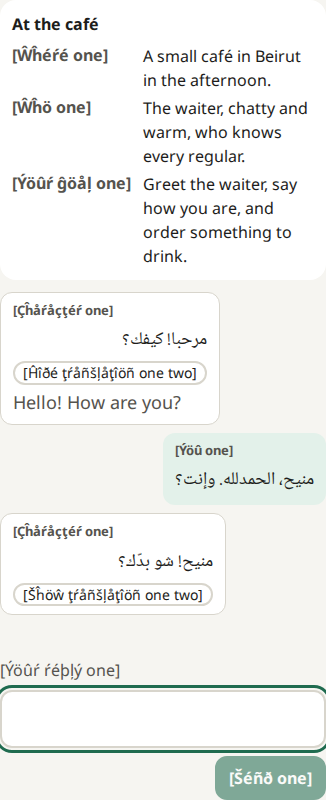 At the café
[Ŵĥéŕé one]
A small café in Beirut
in the afternoon.
[Ŵĥö one]
The waiter, chatty and
warm, who knows
every regular.
[Ýöûŕ ĝöåļ one]
Greet the waiter, say
how you are, and
order something to
drink.
[Çĥåŕåçţéŕ one]
مرحبا! كيفك؟
[Ĥîðé ţŕåñšļåţîöñ one two]
Hello! How are you?
[Ýöû one]
منيح، الحمدلله. وإنت؟
[Çĥåŕåçţéŕ one]
منيح! شو بدّك؟
[Šĥöŵ ţŕåñšļåţîöñ one two]
[Ýöûŕ ŕéþļý one]
[Šéñð one]